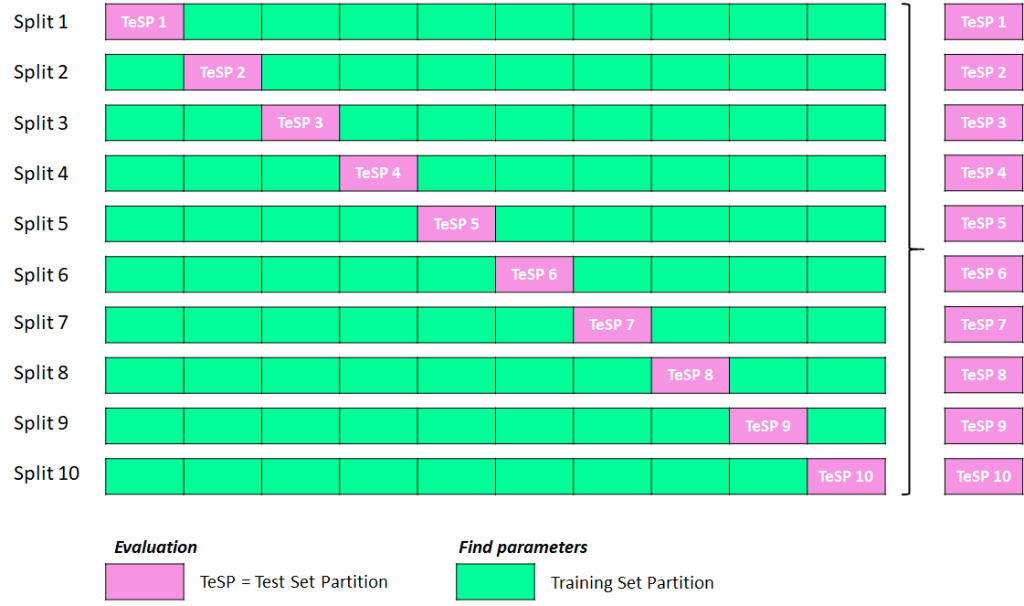 Split 1 TeSP 1 TeSP 1
Split 2 TeSP 2 TeSP 2
Split 3 TeSP 3 TeSP 3
Split 4 TeSP 4 TeSP 4
Split 5 TeSP 5 TeSP 5
Split 6 TeSP 6 TeSP 6
Split 7 TeSP 7 TeSP 7
Split 8 TeSP 8 TeSP 8
Split 9 TeSP 9 TeSP 9
Split 10 TeSP 10 TeSP 10
Evaluation Find parameters
TeSP = Test Set Partition Training Set Partition